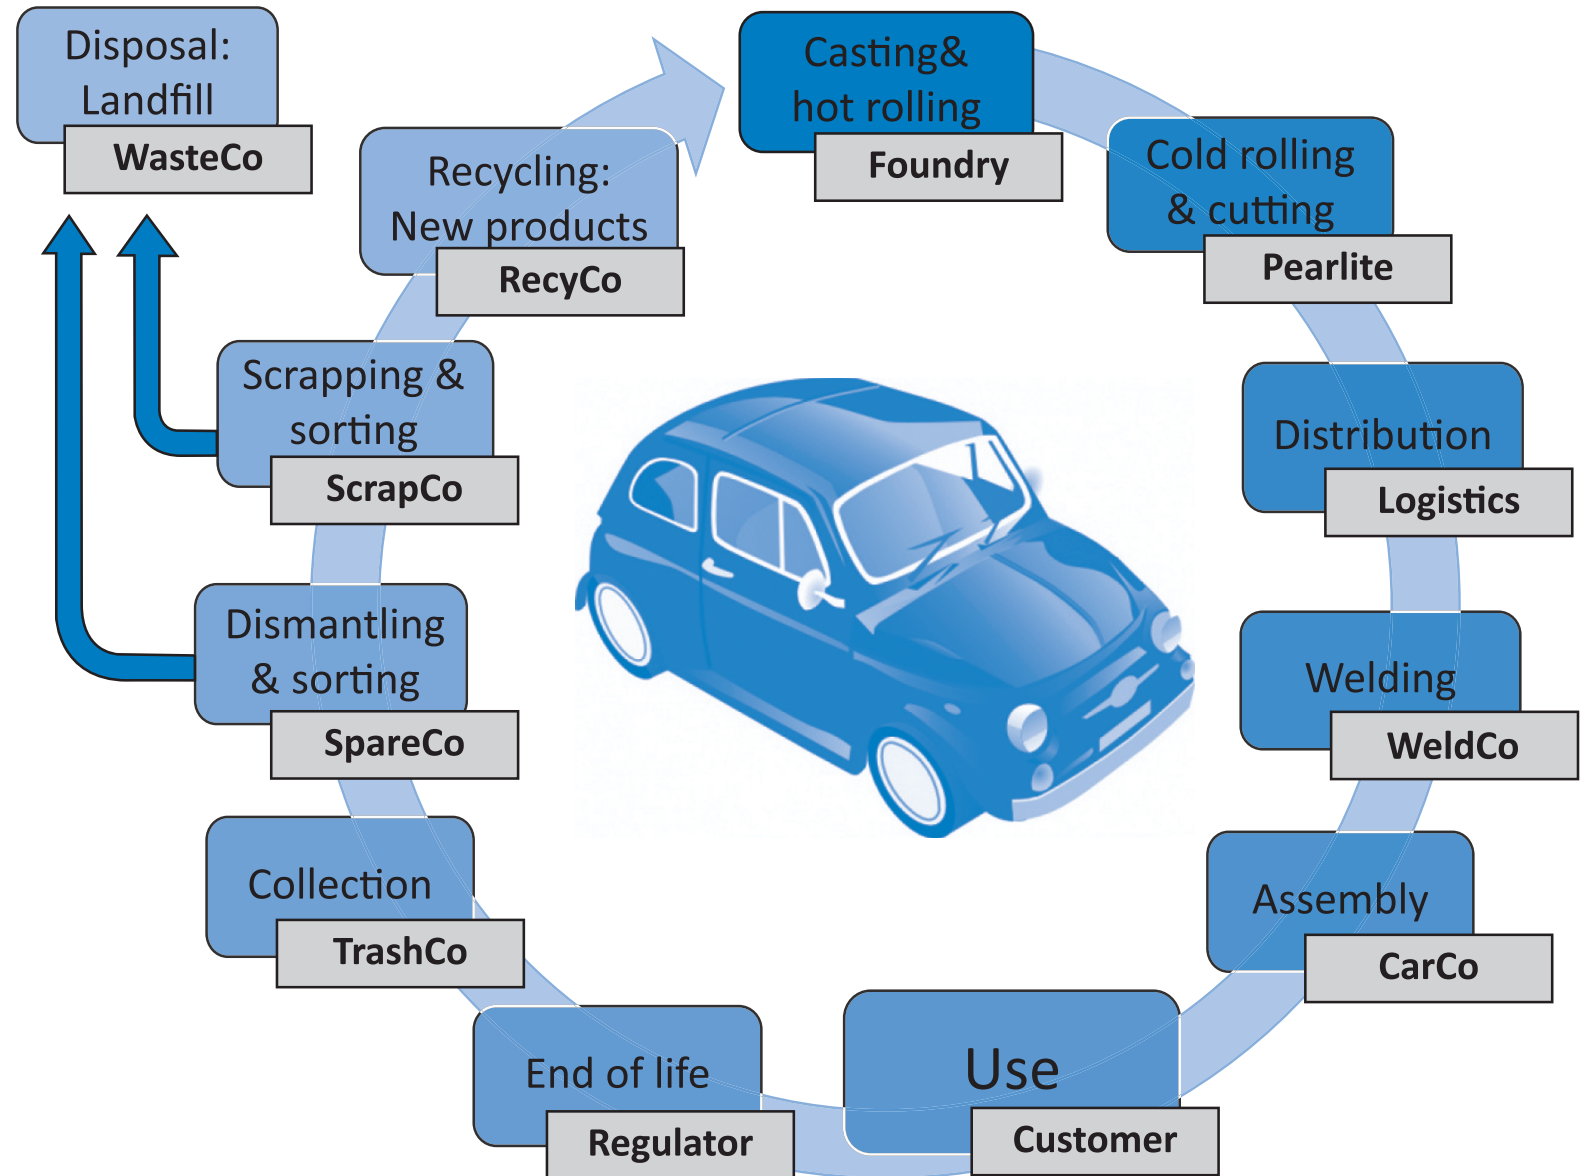 Disposal:
Landfill
WasteCo
Casting&
hot rolling
Foundry
Cold rolling
& cutting
Pearlite
Distribution
Logistics
Welding
WeldCo
Assembly
CarCo
Use
Customer
End of life
Regulator
Collection
TrashCo
Dismantling
& sorting
SpareCo
Scrapping &
sorting
ScrapCo
Recycling:
New products
RecyCo